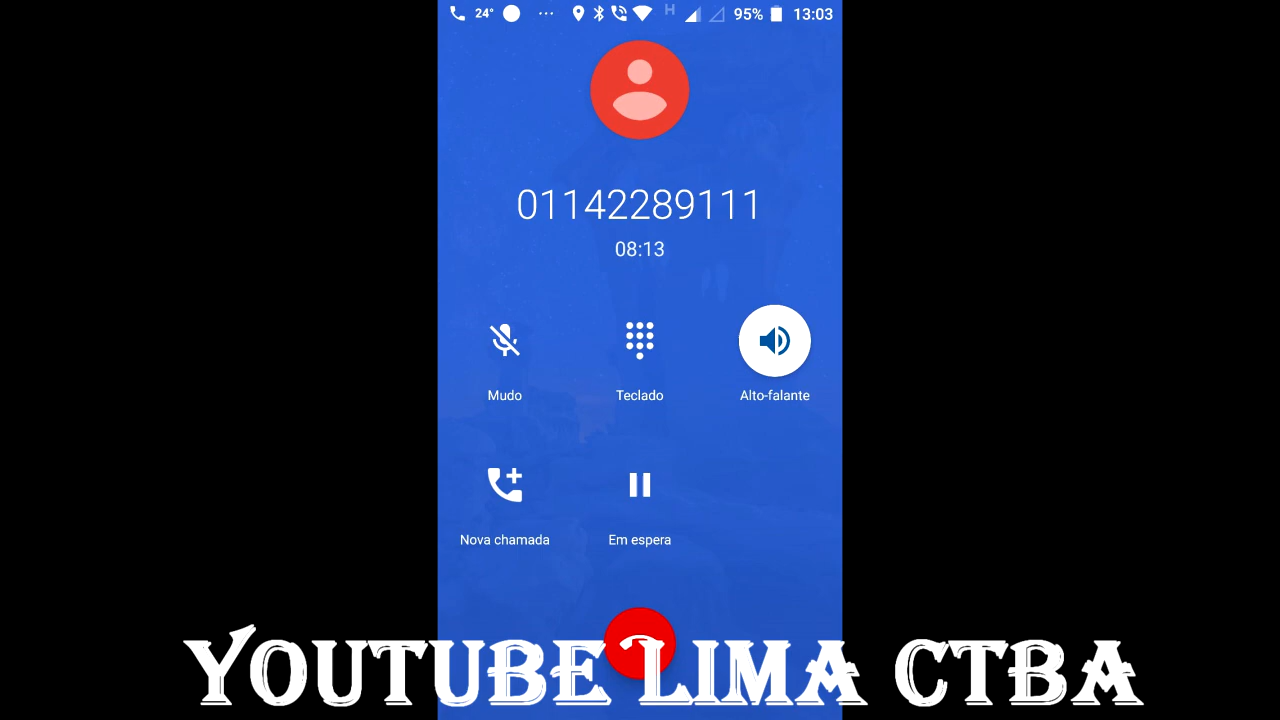 24° ... H 95% 13:03
01142289111
08:13
Mudo Teclado Alto-falante
Nova chamada Em espera
YOUTUBE LIMA CTBA